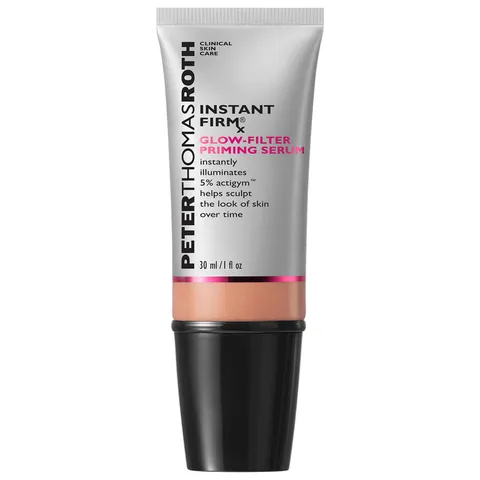 PETERTHOMASROTH
CLINICAL
SKIN
CARE
INSTANT
FIRMx®
GLOW-FILTER
PRIMING SERUM
instantly
illuminates
5% actigym™
helps sculpt
the look of skin
over time
30 ml/1 fl oz